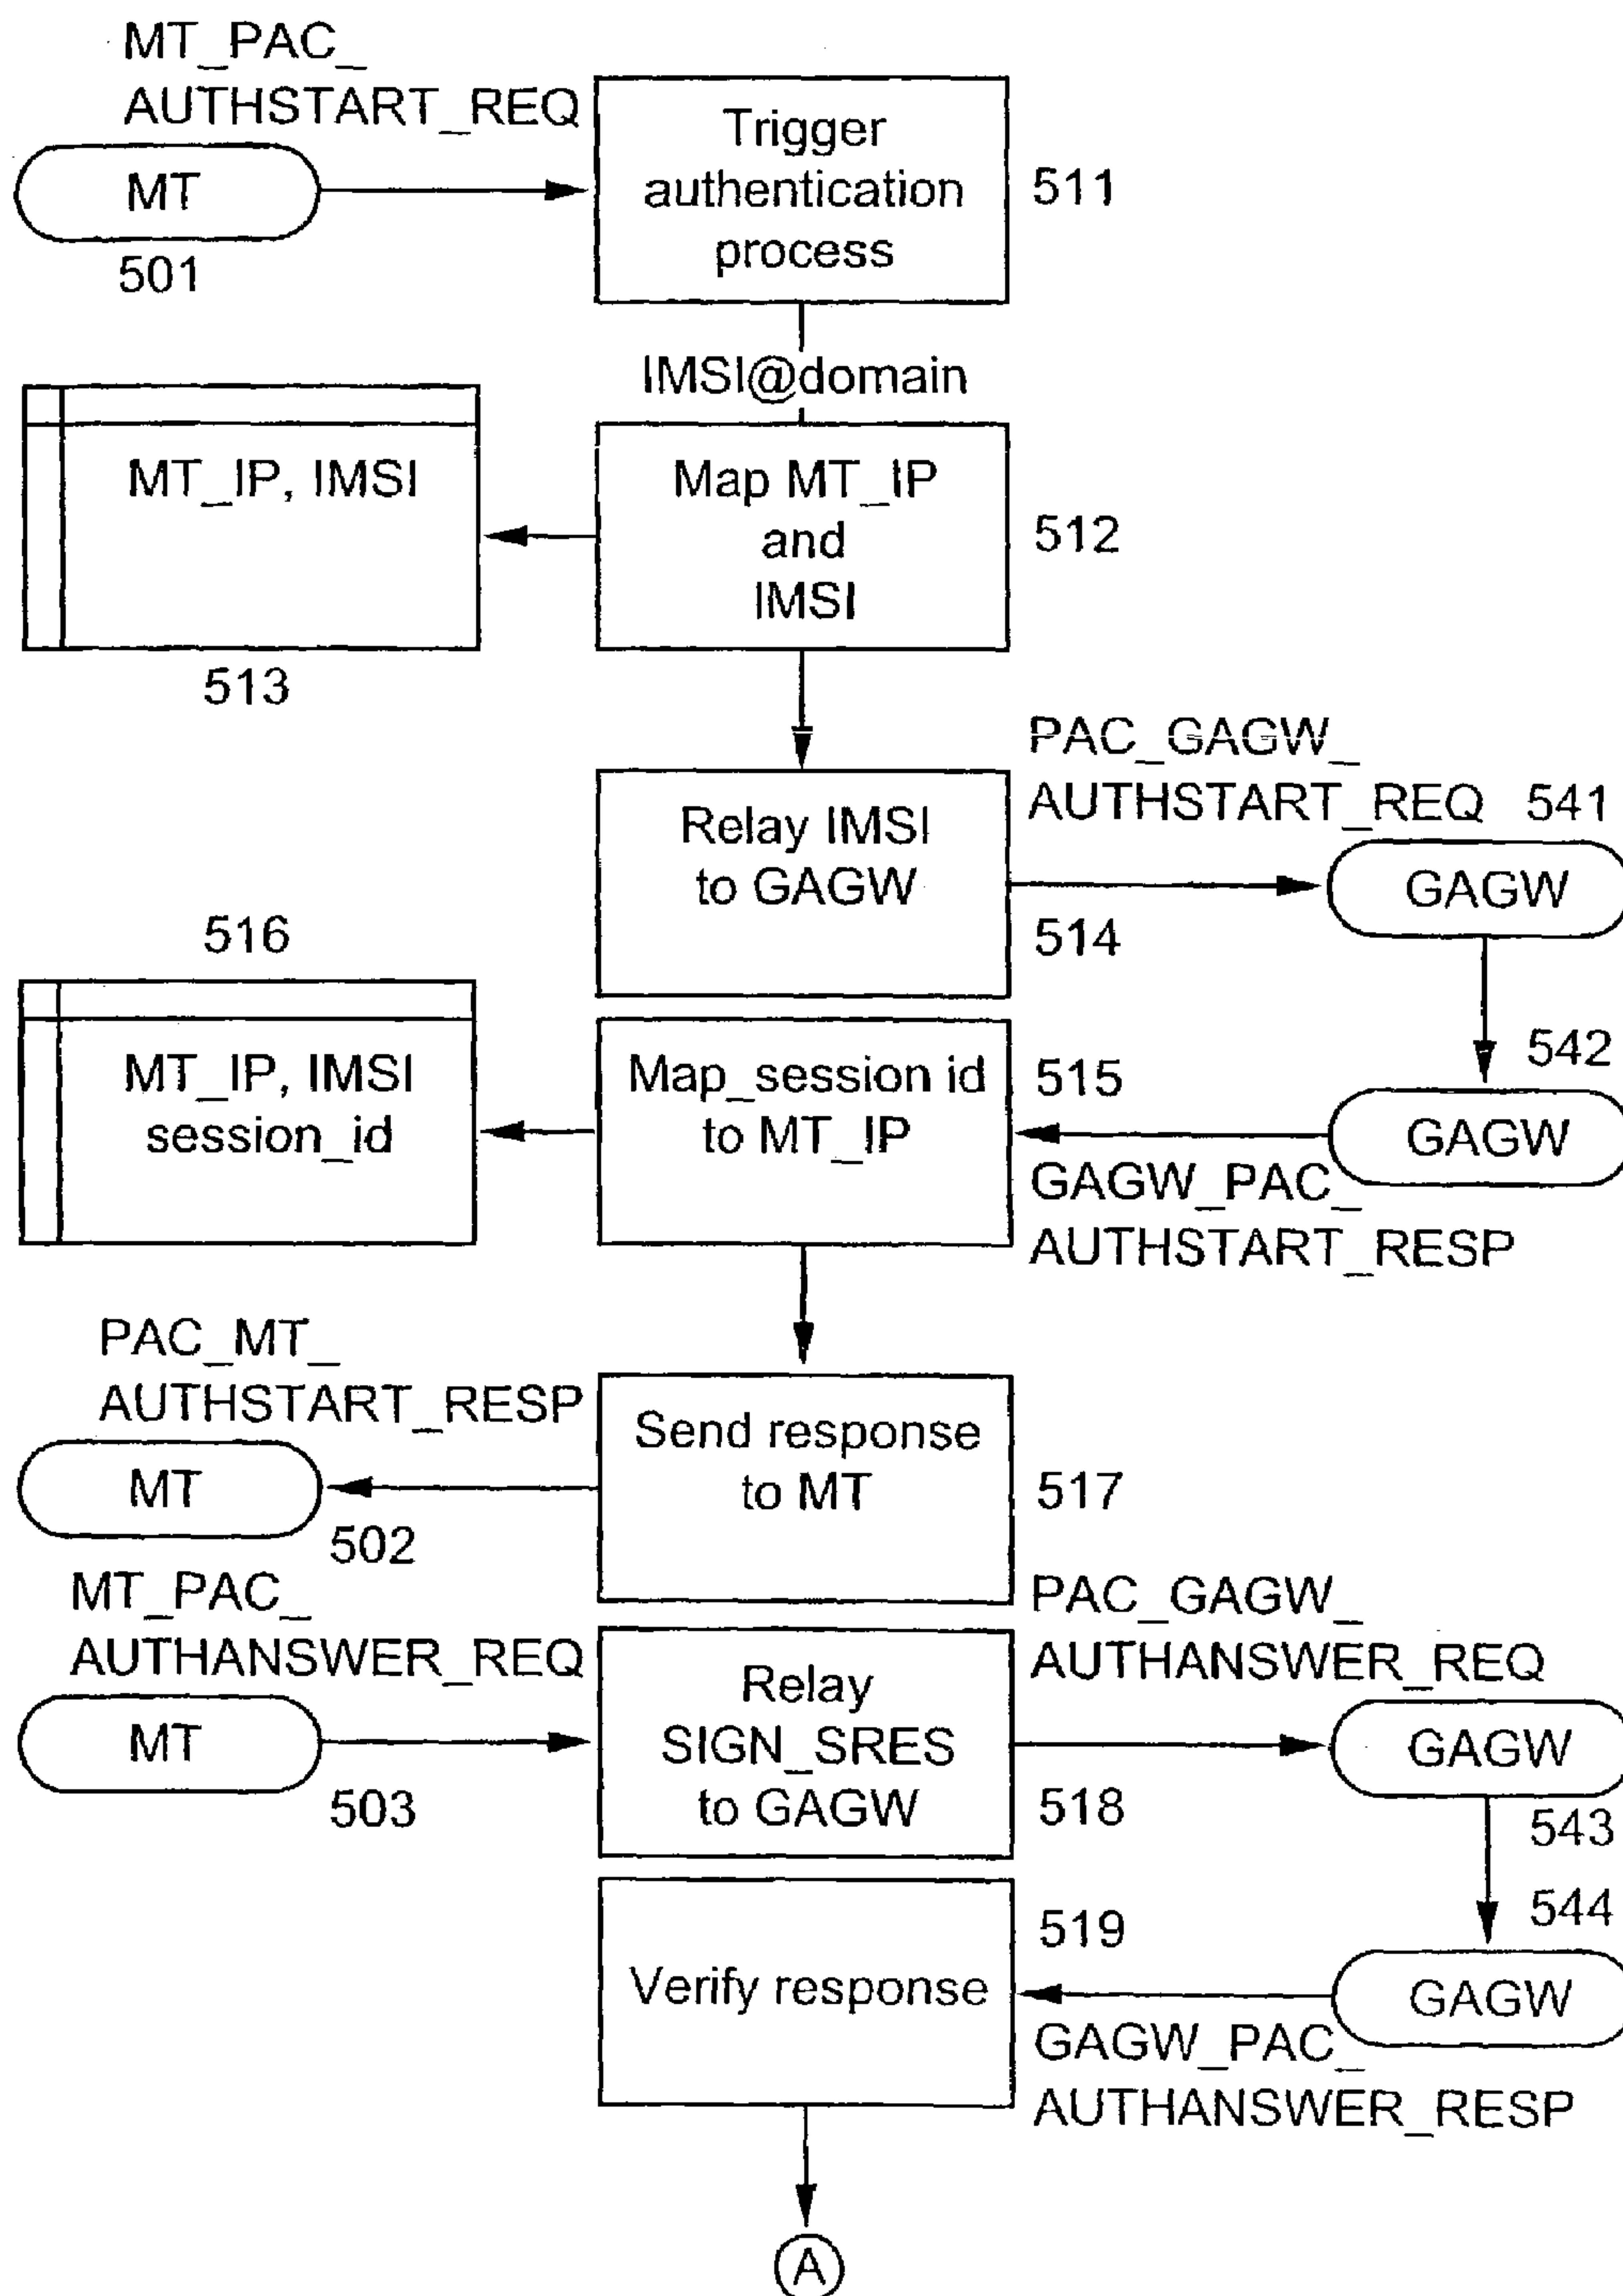 MT_PAC_
AUTHSTART_REQ
MT
501
Trigger
authentication
process
511
IMSI@domain
MT_IP, IMSI
513
Map MT_IP
and
IMSI
512
PAC_GAGW_
AUTHSTART_REQ 541
Relay IMSI
to GAGW
514
GAGW
516
MT_IP, IMSI
session_id
Map_session id
to MT_IP
515
542
GAGW
GAGW_PAC_
AUTHSTART_RESP
PAC_MT_
AUTHSTART_RESP
MT
502
Send response
to MT
517
MT_PAC_
AUTHANSWER_REQ
MT
503
Relay
SIGN_SRES
to GAGW
518
PAC_GAGW_
AUTHANSWER_REQ
GAGW
543
544
Verify response
519
GAGW
GAGW_PAC_
AUTHANSWER_RESP
A